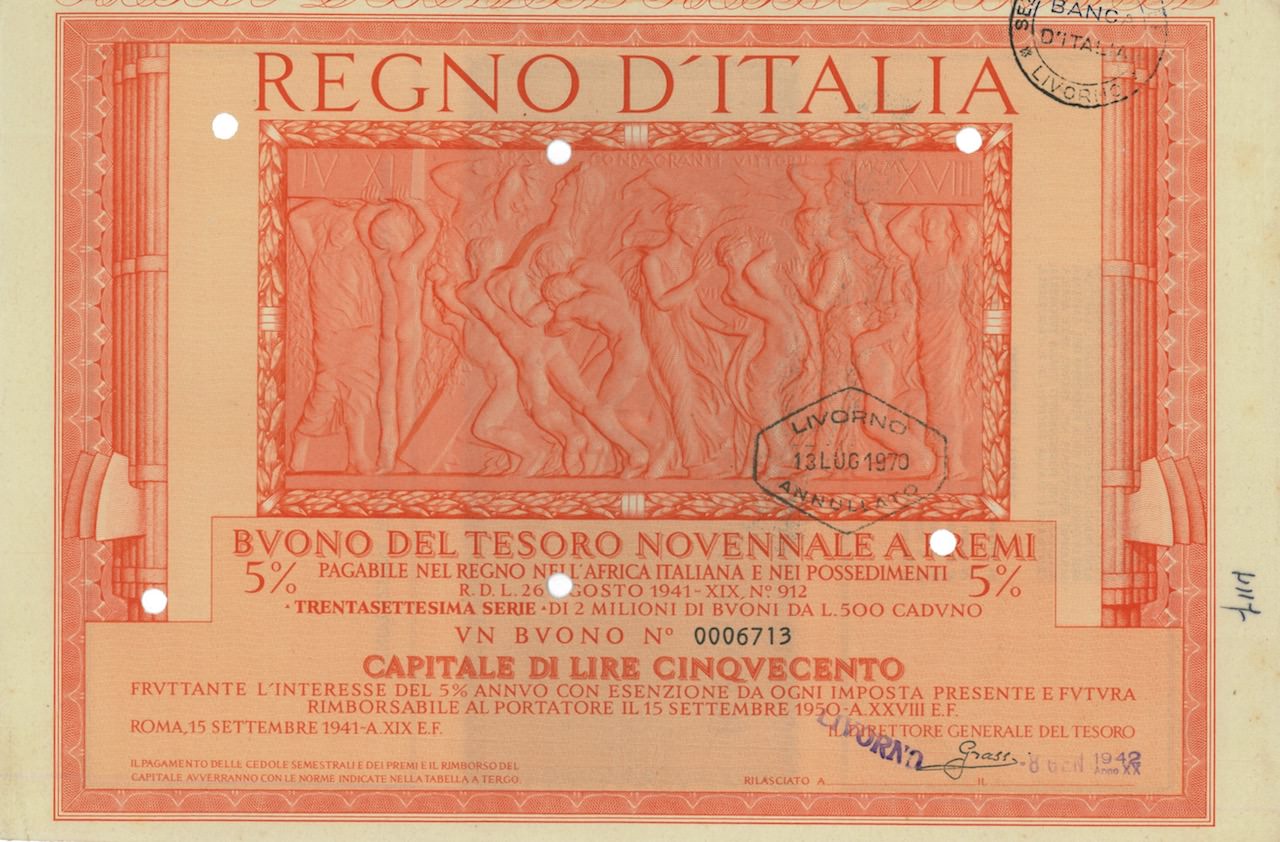 BANCA
D'ITALIA
LIVORNO
REGNO D'ITALIA
IV XI
CONSACRANTI VITTORI
XVIII
LIVORNO
13 LUG 1970
ANNULLATO
BVONO DEL TESORO NOVENNALE A PREMI
5% PAGABILE NEL REGNO NELL'AFRICA ITALIANA E NEI POSSEDIMENTI 5%
R. D. L. 26 AGOSTO 1941 - XIX, Nº 912
• TRENTASETTESIMA SERIE • DI 2 MILIONI DI BVONI DA L. 500 CADVNO
VN BVONO Nº 0006713
CAPITALE DI LIRE CINQVECENTO
FRVTTANTE L'INTERESSE DEL 5% ANNVO CON ESENZIONE DA OGNI IMPOSTA PRESENTE E FVTVRA
RIMBORSABILE AL PORTATORE IL 15 SETTEMBRE 1950-A. XXVIII E.F.
ROMA, 15 SETTEMBRE 1941-A. XIX E.F.
IL DIRETTORE GENERALE DEL TESORO
LIVORNO
Grassi
-8 GEN 1942
Anno XX
IL PAGAMENTO DELLE CEDOLE SEMESTRALI E DEI PREMI E IL RIMBORSO DEL
CAPITALE AVVERRANNO CON LE NORME INDICATE NELLA TABELLA A TERGO.
RILASCIATO A IL